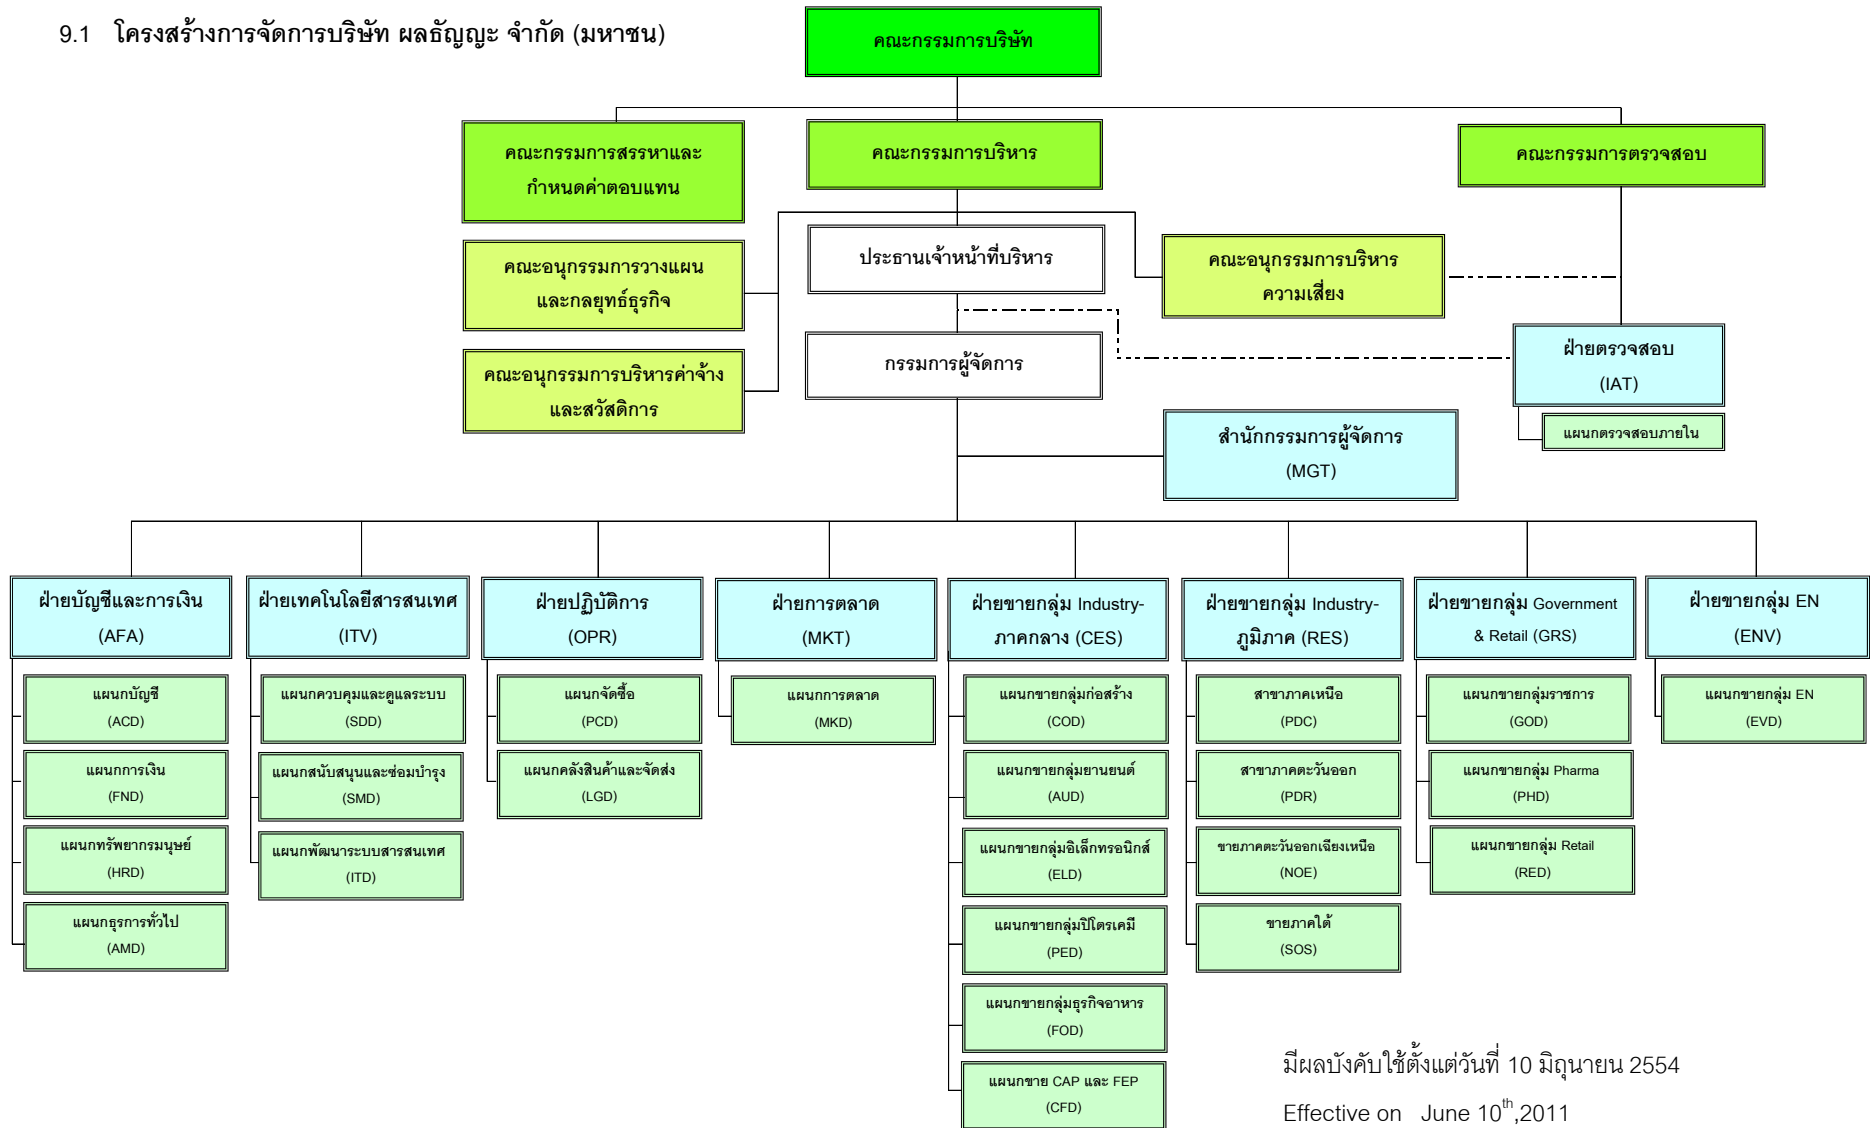 9.1 โครงสร้างการจัดการบริษัท ผลธัญญะ จำกัด (มหาชน)
คณะกรรมการบริษัท
คณะกรรมการสรรหาและ
กำหนดค่าตอบแทน
คณะกรรมการบริหาร
คณะกรรมการตรวจสอบ
คณะอนุกรรมการวางแผน
และกลยุทธ์ธุรกิจ
ประธานเจ้าหน้าที่บริหาร
คณะอนุกรรมการบริหาร
ความเสี่ยง
คณะอนุกรรมการบริหารค่าจ้าง
และสวัสดิการ
กรรมการผู้จัดการ
ฝ่ายตรวจสอบ
(IAT)
แผนกตรวจสอบภายใน
สำนักกรรมการผู้จัดการ
(MGT)
ฝ่ายบัญชีและการเงิน
(AFA)
แผนกบัญชี
(ACD)
แผนกการเงิน
(FND)
แผนกทรัพยากรมนุษย์
(HRD)
แผนกธุรการทั่วไป
(AMD)
ฝ่ายเทคโนโลยีสารสนเทศ
(ITV)
แผนกควบคุมและดูแลระบบ
(SDD)
แผนกสนับสนุนและซ่อมบำรุง
(SMD)
แผนกพัฒนาระบบสารสนเทศ
(ITD)
ฝ่ายปฏิบัติการ
(OPR)
แผนกจัดซื้อ
(PCD)
แผนกคลังสินค้าและจัดส่ง
(LGD)
ฝ่ายการตลาด
(MKT)
แผนกการตลาด
(MKD)
ฝ่ายขายกลุ่ม Industry-
ภาคกลาง (CES)
แผนกขายกลุ่มก่อสร้าง
(COD)
แผนกขายกลุ่มยานยนต์
(AUD)
แผนกขายกลุ่มอิเล็กทรอนิกส์
(ELD)
แผนกขายกลุ่มปิโตรเคมี
(PED)
แผนกขายกลุ่มธุรกิจอาหาร
(FOD)
แผนกขาย CAP และ FEP
(CFD)
ฝ่ายขายกลุ่ม Industry-
ภูมิภาค (RES)
สาขาภาคเหนือ
(PDC)
สาขาภาคตะวันออก
(PDR)
ขายภาคตะวันออกเฉียงเหนือ
(NOE)
ขายภาคใต้
(SOS)
ฝ่ายขายกลุ่ม Government
& Retail (GRS)
แผนกขายกลุ่มราชการ
(GOD)
แผนกขายกลุ่ม Pharma
(PHD)
แผนกขายกลุ่ม Retail
(RED)
ฝ่ายขายกลุ่ม EN
(ENV)
แผนกขายกลุ่ม EN
(EVD)
มีผลบังคับใช้ตั้งแต่วันที่ 10 มิถุนายน 2554
Effective on June 10th,2011